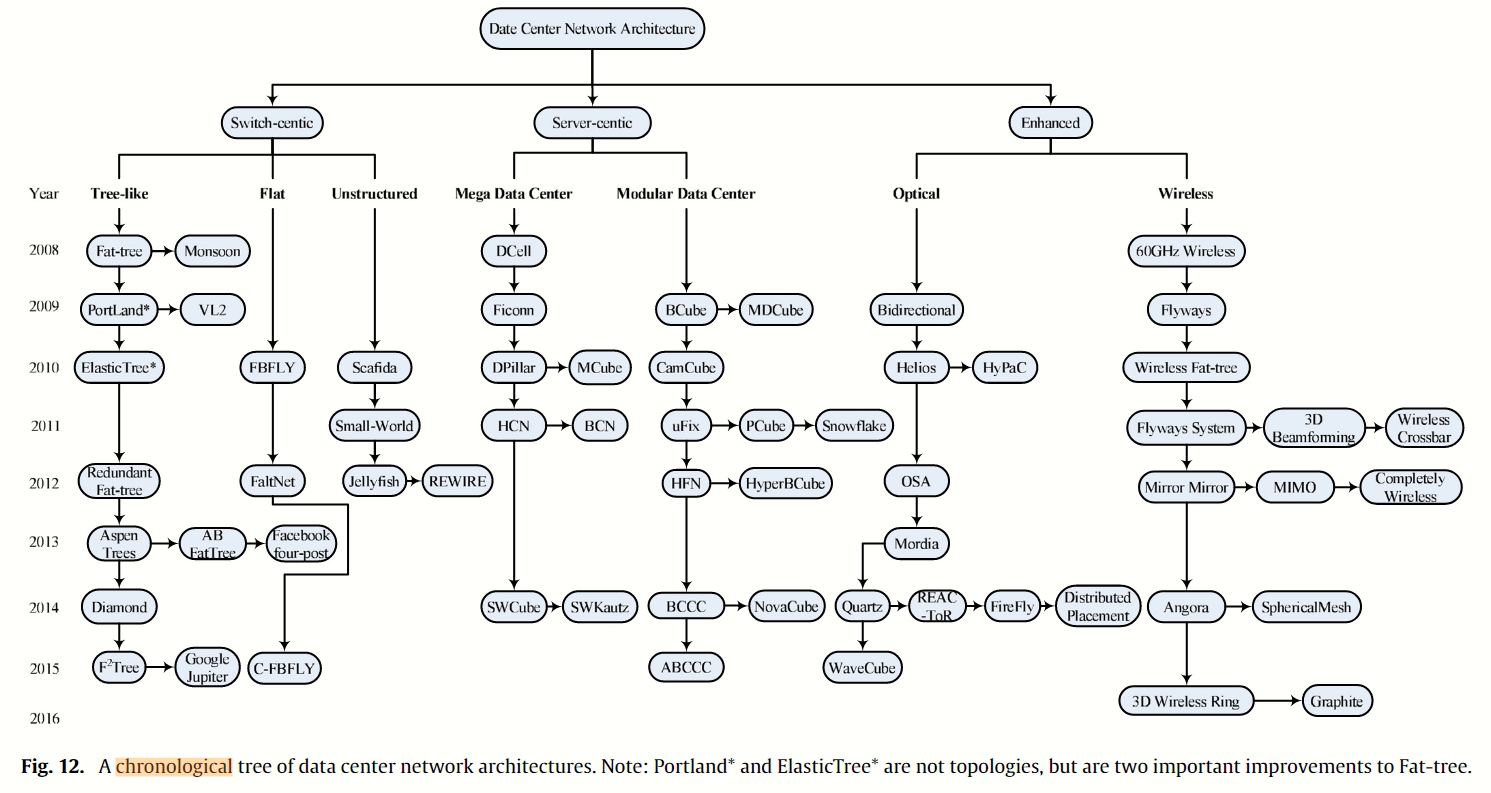 Date Center Network Architecture
Switch-centic
Server-centic
Enhanced
Year
Tree-like
Flat
Unstructured
Mega Data Center
Modular Data Center
Optical
Wireless
2008
Fat-tree
Monsoon
DCell
60GHz Wireless
2009
PortLand*
VL2
Ficonn
BCube
MDCube
Bidirectional
Flyways
2010
ElasticTree*
FBFLY
Scafida
DPillar
MCube
CamCube
Helios
HyPaC
Wireless Fat-tree
2011
Small-World
HCN
BCN
uFix
PCube
Snowflake
Flyways System
3D
Beamforming
Wireless
Crossbar
2012
Redundant
Fat-tree
FaltNet
Jellyfish
REWIRE
HFN
HyperBCube
OSA
Mirror Mirror
MIMO
Completely
Wireless
2013
Aspen
Trees
AB
FatTree
Facebook
four-post
Mordia
2014
Diamond
SWCube
SWKautz
BCCC
NovaCube
Quartz
REAC
-ToR
FireFly
Distributed
Placement
Angora
SphericalMesh
2015
F²Tree
Google
Jupiter
C-FBFLY
ABCCC
WaveCube
3D Wireless Ring
Graphite
2016
Fig. 12. A chronological tree of data center network architectures. Note: Portland* and ElasticTree* are not topologies, but are two important improvements to Fat-tree.